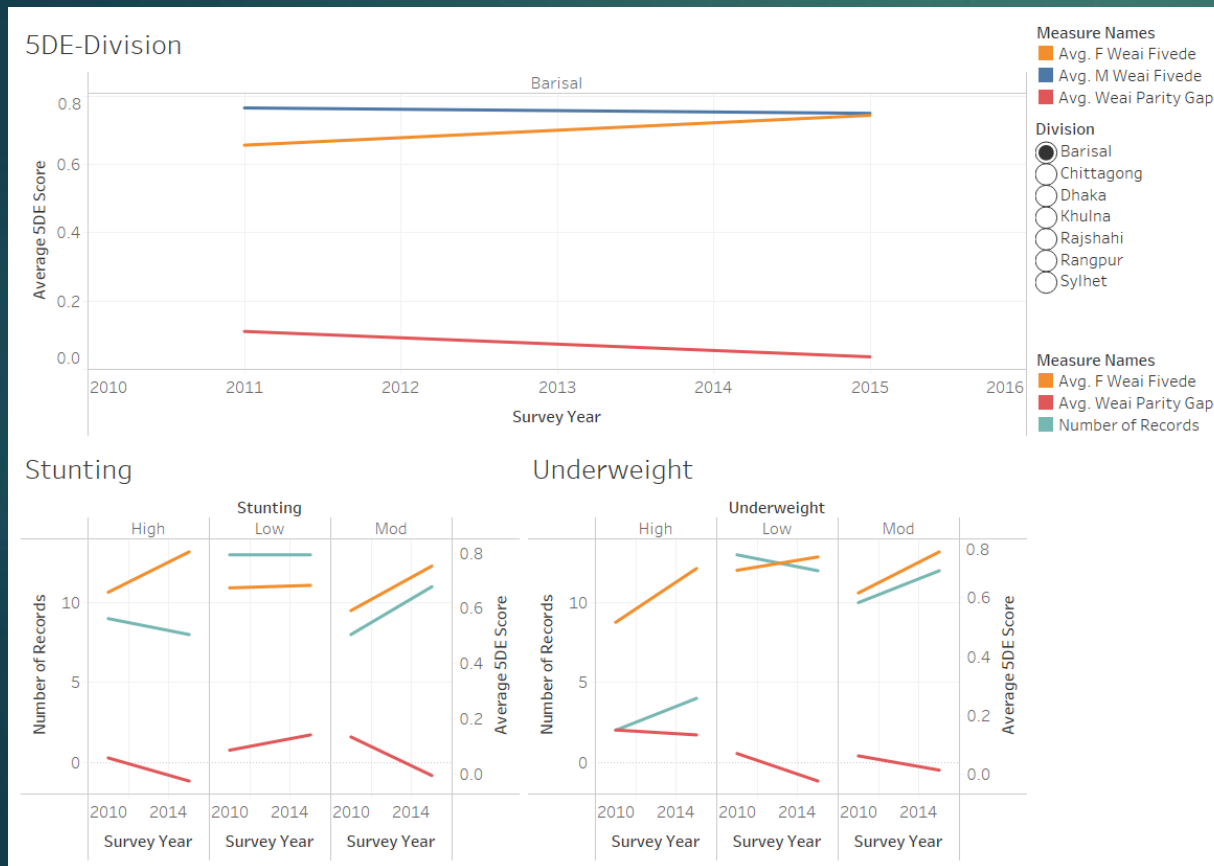 5DE-Division
Barisal
0.8
0.6
0.4
0.2
0.0
Average 5DE Score
2010 2011 2012 2013 2014 2015 2016
Survey Year
Measure Names
Avg. F Weai Fivede
Avg. M Weai Fivede
Avg. Weai Parity Gap
Division
Barisal
Chittagong
Dhaka
Khulna
Rajshahi
Rangpur
Sylhet
Measure Names
Avg. F Weai Fivede
Avg. Weai Parity Gap
Number of Records
Stunting
Stunting
High Low Mod
Number of Records
10
5
0
0.8
0.6
0.4
0.2
0.0
Average 5DE Score
2010 2014 2010 2014 2010 2014
Survey Year Survey Year Survey Year
Underweight
Underweight
High Low Mod
Number of Records
10
5
0
0.8
0.6
0.4
0.2
0.0
Average 5DE Score
2010 2014 2010 2014 2010 2014
Survey Year Survey Year Survey Year